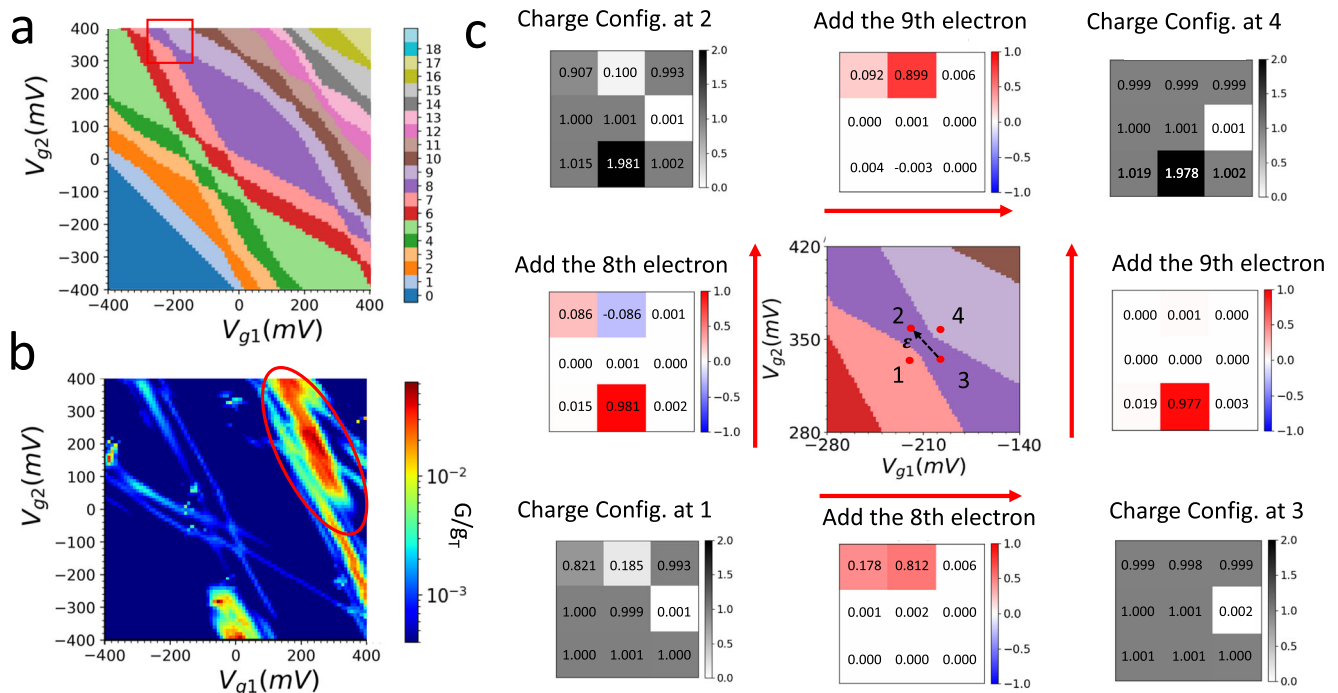 a
V_g2(mV)
400
300
200
100
0
−100
−200
−300
−400
−400 −200 0 200 400
V_g1(mV)
18
17
16
15
14
13
12
11
10
9
8
7
6
5
4
3
2
1
0
b
V_g2(mV)
400
300
200
100
0
−100
−200
−300
−400
−400 −200 0 200 400
V_g1(mV)
10^−2
10^−3
G/g_T
c
Charge Config. at 2
0.907 0.100 0.993
1.000 1.001 0.001
1.015 1.981 1.002
2.0
1.5
1.0
0.5
0.0
Add the 9th electron
0.092 0.899 0.006
0.000 0.001 0.000
0.004 -0.003 0.000
1.0
0.5
0.0
−0.5
−1.0
Charge Config. at 4
0.999 0.999 0.999
1.000 1.001 0.001
1.019 1.978 1.002
2.0
1.5
1.0
0.5
0.0
Add the 8th electron
0.086 -0.086 0.001
0.000 0.001 0.000
0.015 0.981 0.002
1.0
0.5
0.0
−0.5
−1.0
V_g2(mV)
420
350
280
2 4
ε
1 3
−280 −210 −140
V_g1(mV)
Add the 9th electron
0.000 0.001 0.000
0.000 0.000 0.000
0.019 0.977 0.003
1.0
0.5
0.0
−0.5
−1.0
Charge Config. at 1
0.821 0.185 0.993
1.000 0.999 0.001
1.000 1.001 1.000
2.0
1.5
1.0
0.5
0.0
Add the 8th electron
0.178 0.812 0.006
0.001 0.002 0.000
0.000 0.000 0.000
1.0
0.5
0.0
−0.5
−1.0
Charge Config. at 3
0.999 0.998 0.999
1.000 1.001 0.002
1.001 1.001 1.000
2.0
1.5
1.0
0.5
0.0